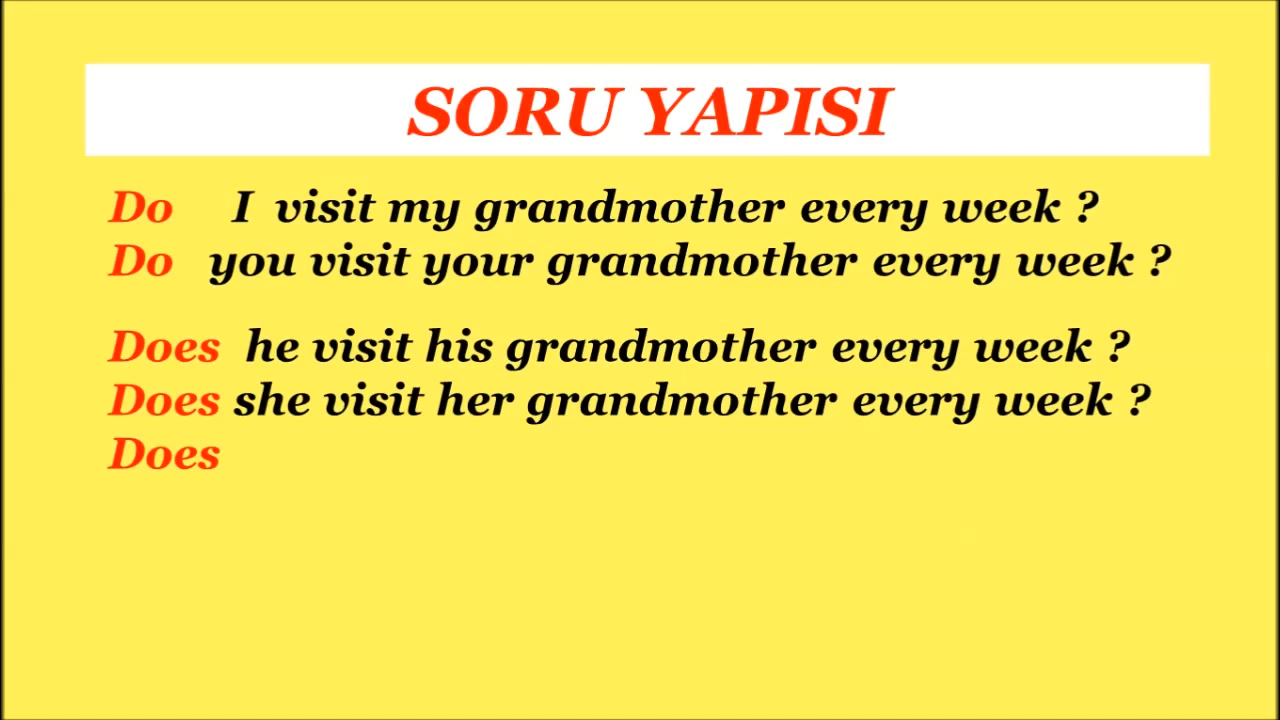 SORU YAPISI
Do I visit my grandmother every week ?
Do you visit your grandmother every week ?
Does he visit his grandmother every week ?
Does she visit her grandmother every week ?
Does